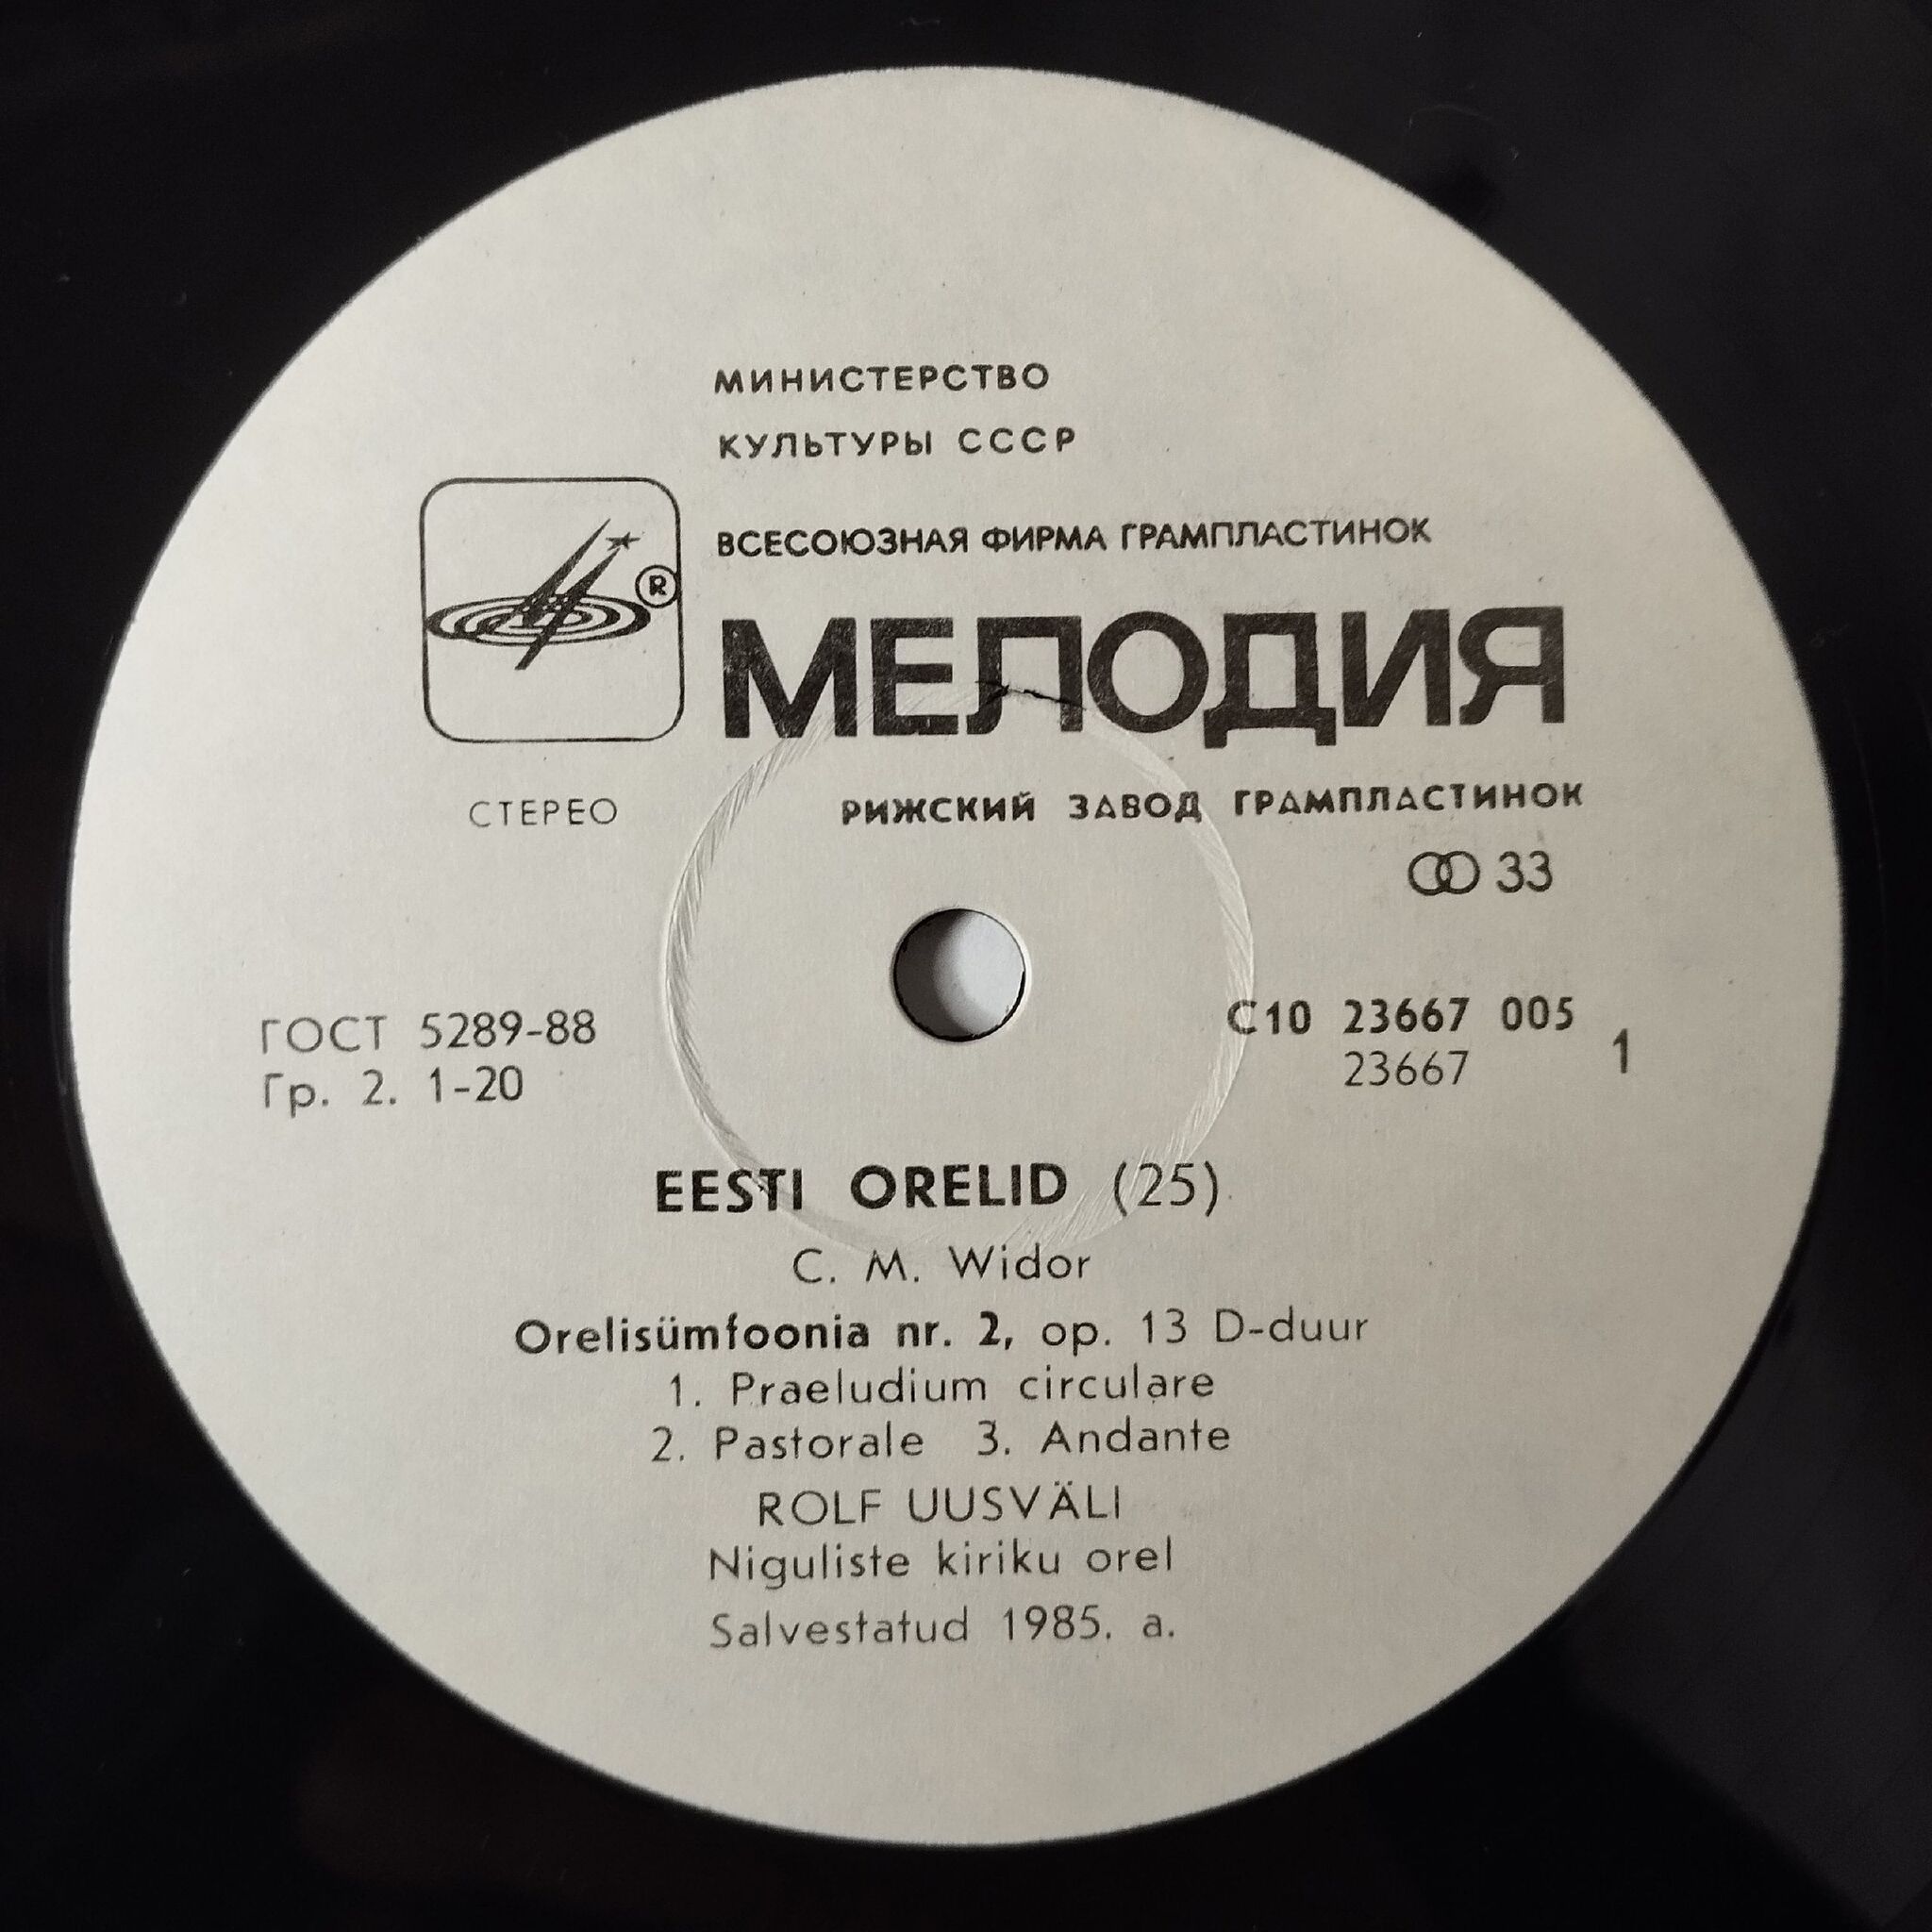 МИНИСТЕРСТВО
КУЛЬТУРЫ СССР
ВСЕСОЮЗНАЯ ФИРМА ГРАМПЛАСТИНОК
®
МЕЛОДИЯ
СТЕРЕО
РИЖСКИЙ ЗАВОД ГРАМПЛАСТИНОК
33
ГОСТ 5289-88
Гр. 2. 1-20
С10 23667 005
23667
1
EESTI ORELID (25)
C. M. Widor
Orelisümfoonia nr. 2, op. 13 D-duur
1. Praeludium circulare
2. Pastorale 3. Andante
ROLF UUSVÄLI
Niguliste kiriku orel
Salvestatud 1985. a.